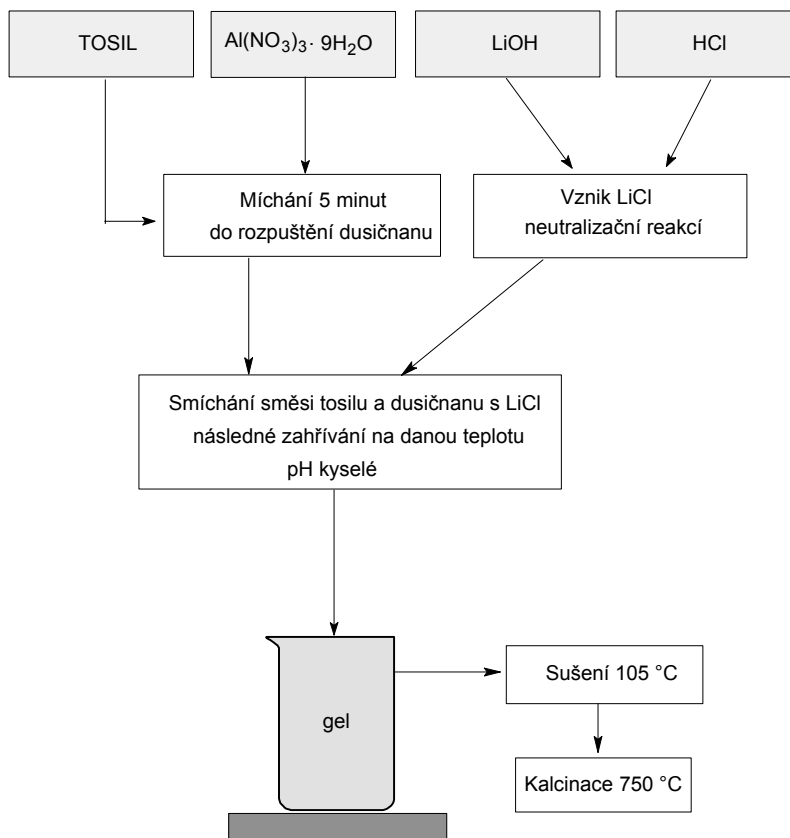 TOSIL
Al(NO₃)₃· 9H₂O
LiOH
HCl
Míchání 5 minut
do rozpuštění dusičnanu
Vznik LiCl
neutralizační reakcí
Smíchání směsi tosilu a dusičnanu s LiCl
následné zahřívání na danou teplotu
pH kyselé
gel
Sušení 105 °C
Kalcinace 750 °C